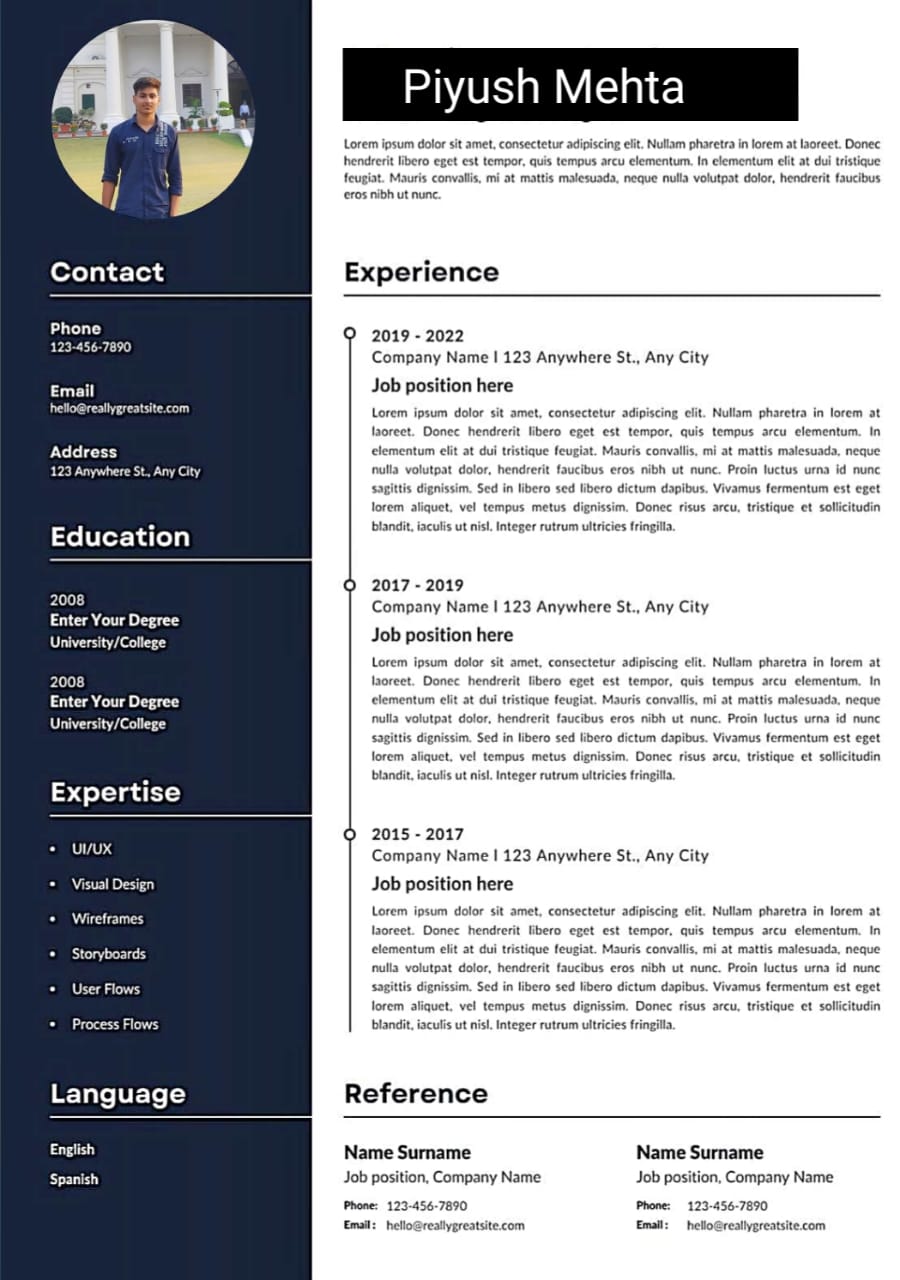 Piyush Mehta
Lorem ipsum dolor sit amet, consectetur adipiscing elit. Nullam pharetra in lorem at laoreet. Donec
hendrerit libero eget est tempor, quis tempus arcu elementum. In elementum elit at dui tristique
feugiat. Mauris convallis, mi at mattis malesuada, neque nulla volutpat dolor, hendrerit faucibus
eros nibh ut nunc.
Contact
Phone
123-456-7890
Email
hello@reallygreatsite.com
Address
123 Anywhere St., Any City
Education
2008
Enter Your Degree
University/College
2008
Enter Your Degree
University/College
Expertise
• UI/UX
• Visual Design
• Wireframes
• Storyboards
• User Flows
• Process Flows
Language
English
Spanish
Experience
2019 - 2022
Company Name l 123 Anywhere St., Any City
Job position here
Lorem ipsum dolor sit amet, consectetur adipiscing elit. Nullam pharetra in lorem at
laoreet. Donec hendrerit libero eget est tempor, quis tempus arcu elementum. In
elementum elit at dui tristique feugiat. Mauris convallis, mi at mattis malesuada, neque
nulla volutpat dolor, hendrerit faucibus eros nibh ut nunc. Proin luctus urna id nunc
sagittis dignissim. Sed in libero sed libero dictum dapibus. Vivamus fermentum est eget
lorem aliquet, vel tempus metus dignissim. Donec risus arcu, tristique et sollicitudin
blandit, iaculis ut nisl. Integer rutrum ultricies fringilla.
2017 - 2019
Company Name l 123 Anywhere St., Any City
Job position here
Lorem ipsum dolor sit amet, consectetur adipiscing elit. Nullam pharetra in lorem at
laoreet. Donec hendrerit libero eget est tempor, quis tempus arcu elementum. In
elementum elit at dui tristique feugiat. Mauris convallis, mi at mattis malesuada, neque
nulla volutpat dolor, hendrerit faucibus eros nibh ut nunc. Proin luctus urna id nunc
sagittis dignissim. Sed in libero sed libero dictum dapibus. Vivamus fermentum est eget
lorem aliquet, vel tempus metus dignissim. Donec risus arcu, tristique et sollicitudin
blandit, iaculis ut nisl. Integer rutrum ultricies fringilla.
2015 - 2017
Company Name l 123 Anywhere St., Any City
Job position here
Lorem ipsum dolor sit amet, consectetur adipiscing elit. Nullam pharetra in lorem at
laoreet. Donec hendrerit libero eget est tempor, quis tempus arcu elementum. In
elementum elit at dui tristique feugiat. Mauris convallis, mi at mattis malesuada, neque
nulla volutpat dolor, hendrerit faucibus eros nibh ut nunc. Proin luctus urna id nunc
sagittis dignissim. Sed in libero sed libero dictum dapibus. Vivamus fermentum est eget
lorem aliquet, vel tempus metus dignissim. Donec risus arcu, tristique et sollicitudin
blandit, iaculis ut nisl. Integer rutrum ultricies fringilla.
Reference
Name Surname
Job position, Company Name
Phone: 123-456-7890
Email : hello@reallygreatsite.com
Name Surname
Job position, Company Name
Phone: 123-456-7890
Email : hello@reallygreatsite.com